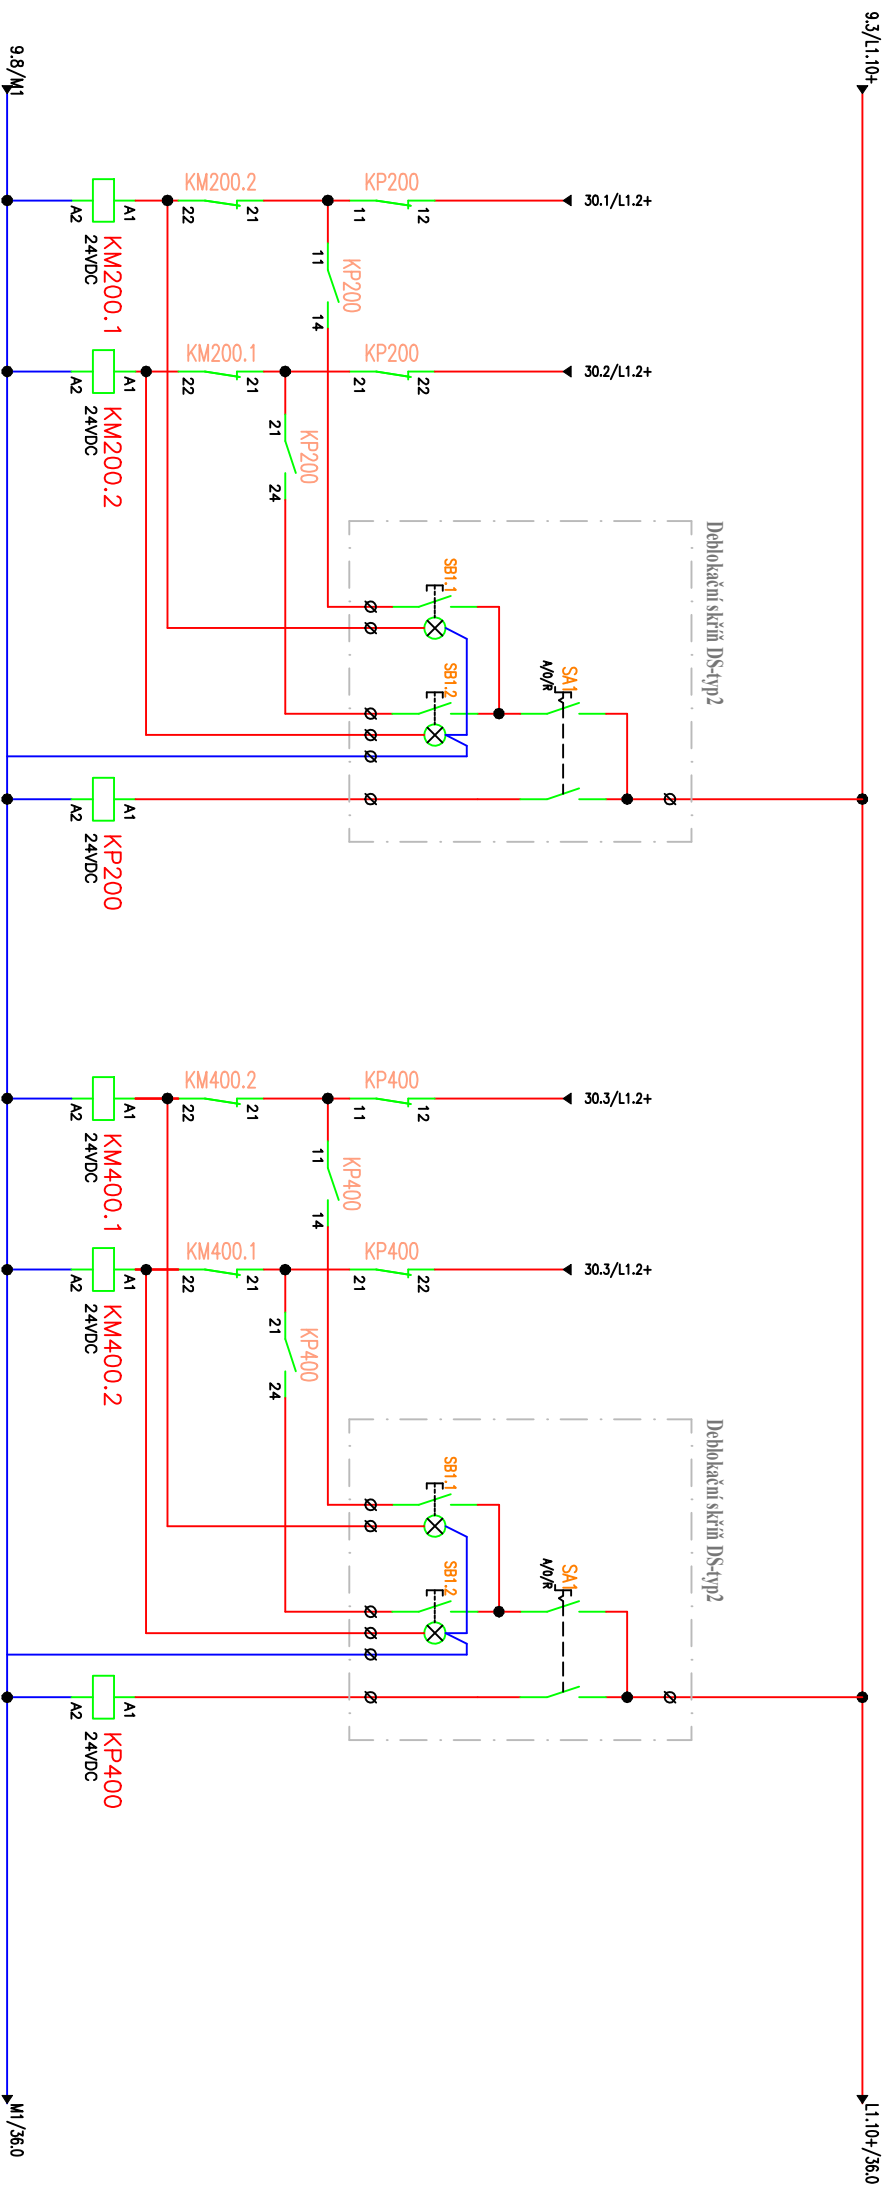 9.3/L1.10+
L1.10+/36.0
30.1/L1.2+
30.2/L1.2+
30.3/L1.2+
30.3/L1.2+
Deblokační skříň DS-typ2
SA1
A/0/R
SB1.1
SB1.2
Deblokační skříň DS-typ2
SA1
A/0/R
SB1.1
SB1.2
KP200
12
11
KP200
11
14
KP200
22
21
KP200
21
24
KP400
12
11
KP400
11
14
KP400
22
21
KP400
21
24
KM200.2
21
22
KM200.1
21
22
KM400.2
21
22
KM400.1
21
22
A1
A2
KM200.1
24VDC
A1
A2
KM200.2
24VDC
A1
A2
KP200
24VDC
A1
A2
KM400.1
24VDC
A1
A2
KM400.2
24VDC
A1
A2
KP400
24VDC
9.8/M1
M1/36.0